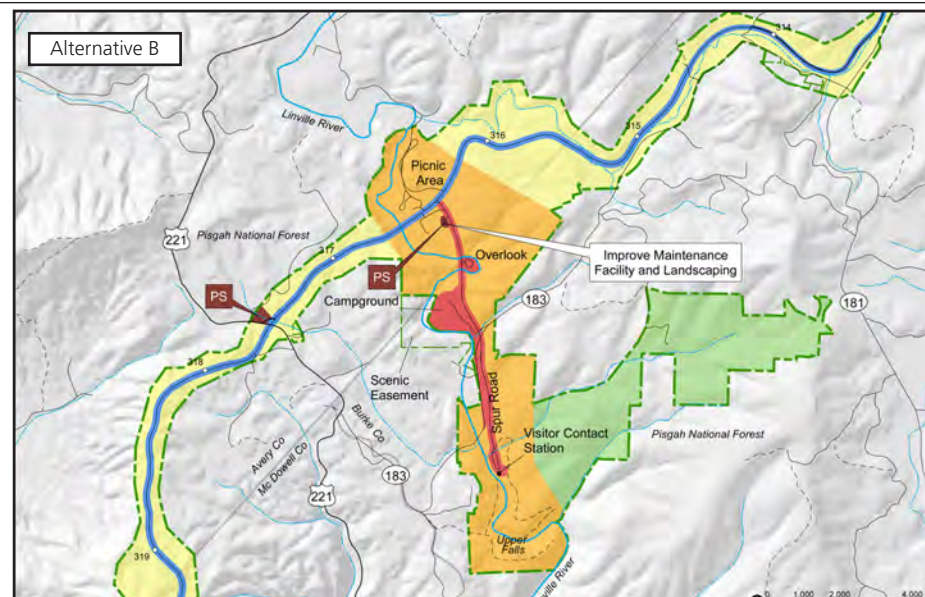 Alternative B
314
Linville River
316
315
Picnic
Area
221
Pisgah National Forest
317
Overlook
Improve Maintenance
Facility and Landscaping
PS
PS
183
181
Campground
318
Scenic
Easement
Spur Road
Burke Co
Visitor Contact
Station
Pisgah National Forest
Avery Co
Mc Dowell Co
183
221
Upper
Falls
319
River
0 1,000 2,000 4,000